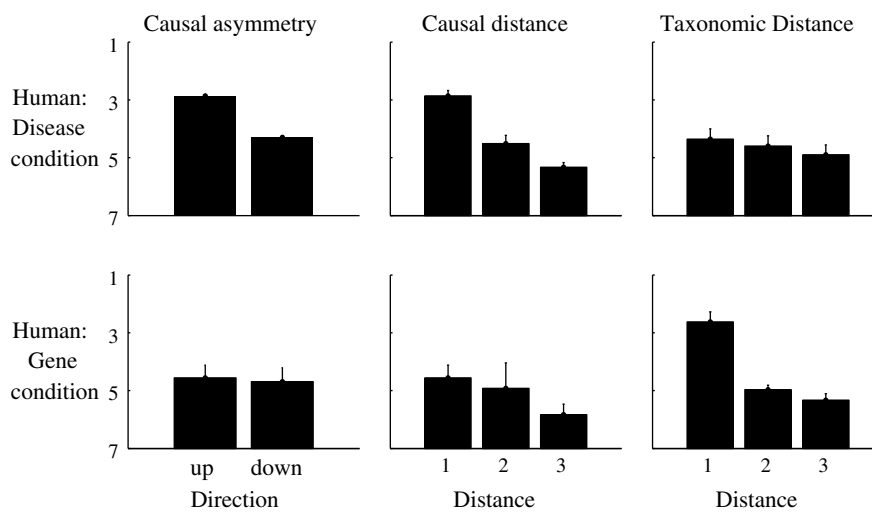 Causal asymmetry
Causal distance
Taxonomic Distance
Human:
Disease
condition
1
3
5
7
Human:
Gene
condition
1
3
5
7
up down
1 2 3
1 2 3
Direction
Distance
Distance